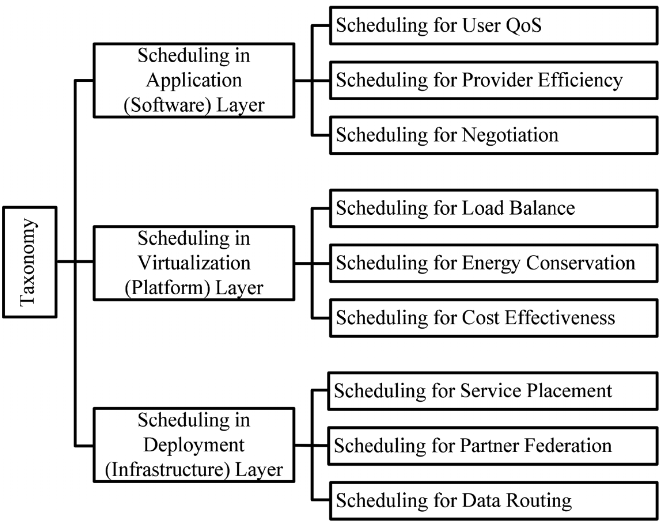 Taxonomy
Scheduling in
Application
(Software) Layer
Scheduling for User QoS
Scheduling for Provider Efficiency
Scheduling for Negotiation
Scheduling in
Virtualization
(Platform) Layer
Scheduling for Load Balance
Scheduling for Energy Conservation
Scheduling for Cost Effectiveness
Scheduling in
Deployment
(Infrastructure) Layer
Scheduling for Service Placement
Scheduling for Partner Federation
Scheduling for Data Routing